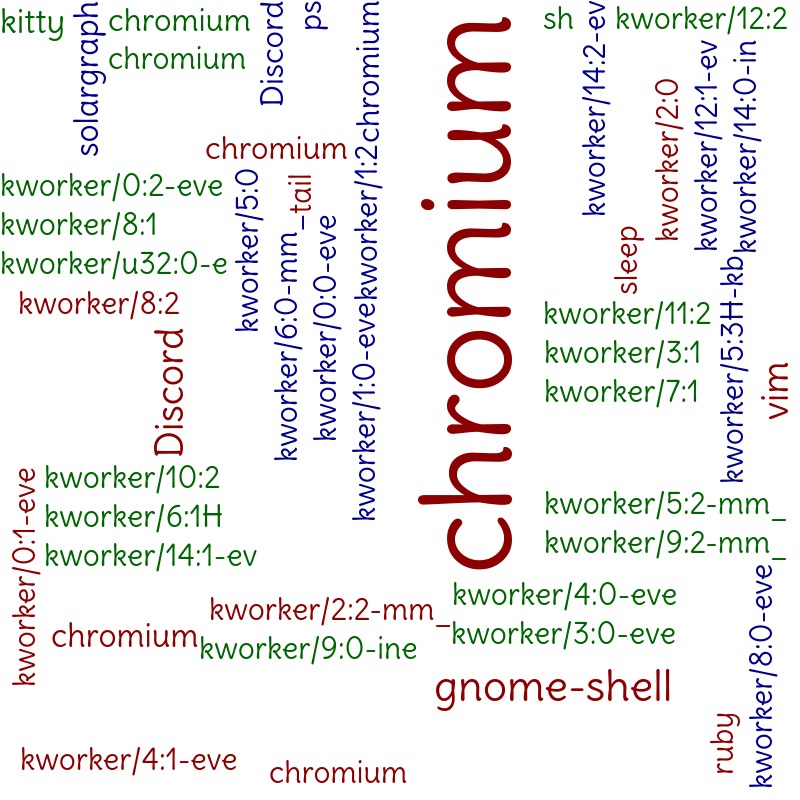 kitty
solargraph
chromium
chromium
Discord
ps
chromium
chromium
sh
kworker/14:2-ev
kworker/12:2
kworker/2:0
kworker/12:1-ev
kworker/14:0-in
chromium
kworker/0:2-eve
kworker/8:1
kworker/u32:0-e
kworker/8:2
kworker/5:0
tail
kworker/6:0-mm_
kworker/0:0-eve
kworker/1:2
kworker/1:0-eve
sleep
kworker/11:2
kworker/3:1
kworker/7:1
kworker/5:3H-kb
vim
Discord
kworker/0:1-eve
kworker/10:2
kworker/6:1H
kworker/14:1-ev
kworker/5:2-mm_
kworker/9:2-mm_
kworker/2:2-mm_
chromium
kworker/9:0-ine
kworker/4:0-eve
kworker/3:0-eve
kworker/8:0-eve
gnome-shell
ruby
kworker/4:1-eve
chromium